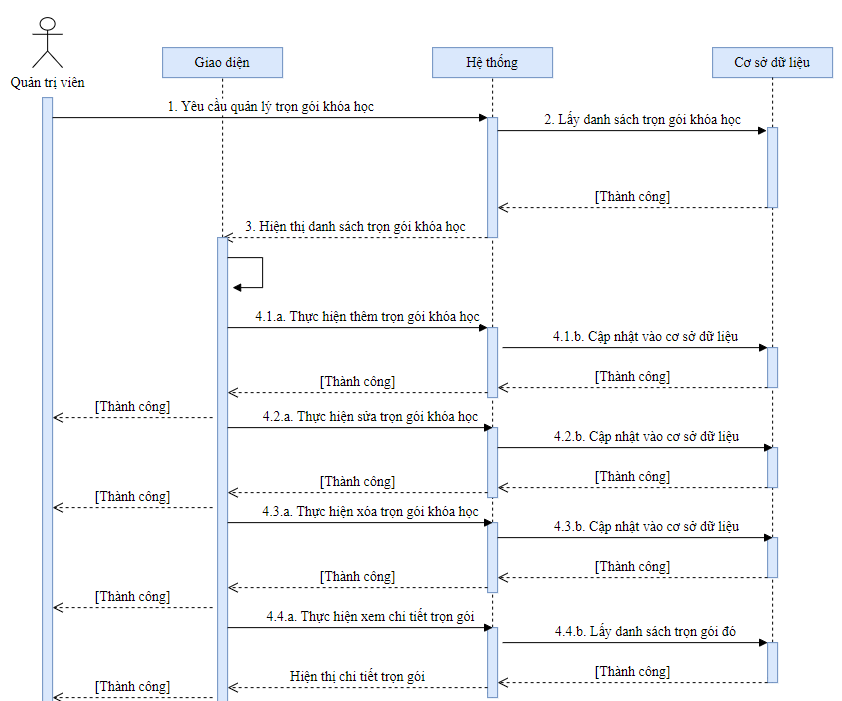 Quản trị viên
Giao diện
Hệ thống
Cơ sở dữ liệu
1. Yêu cầu quản lý trọn gói khóa học
2. Lấy danh sách trọn gói khóa học
[Thành công]
3. Hiện thị danh sách trọn gói khóa học
4.1.a. Thực hiện thêm trọn gói khóa học
4.1.b. Cập nhật vào cơ sở dữ liệu
[Thành công]
[Thành công]
[Thành công]
4.2.a. Thực hiện sửa trọn gói khóa học
4.2.b. Cập nhật vào cơ sở dữ liệu
[Thành công]
[Thành công]
[Thành công]
4.3.a. Thực hiện xóa trọn gói khóa học
4.3.b. Cập nhật vào cơ sở dữ liệu
[Thành công]
[Thành công]
[Thành công]
4.4.a. Thực hiện xem chi tiết trọn gói
4.4.b. Lấy danh sách trọn gói đó
[Thành công]
Hiện thị chi tiết trọn gói
[Thành công]